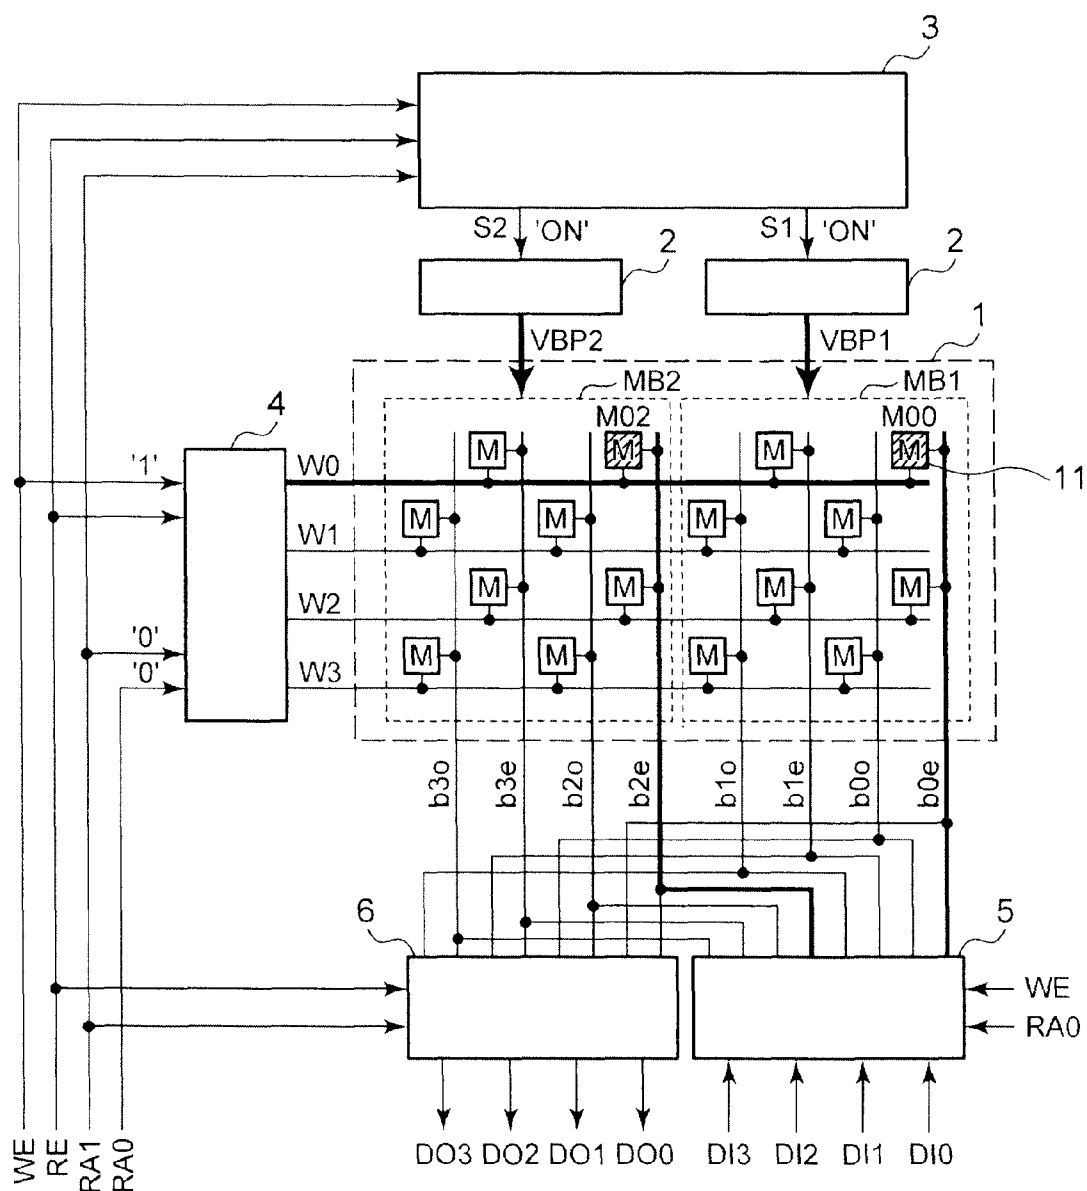 3
S2 'ON' S1 'ON'
2 2
VBP2 VBP1 1
MB2 MB1
4 M02 M00
'1' W0 M M M M 11
W1 M M M M
W2 M M M M
'0'
'0' W3 M M M M
b3o b3e b2o b2e b1o b1e b0o b0e
6 5
WE
RA0
WE RE RA1 RA0 DO3 DO2 DO1 DO0 DI3 DI2 DI1 DI0